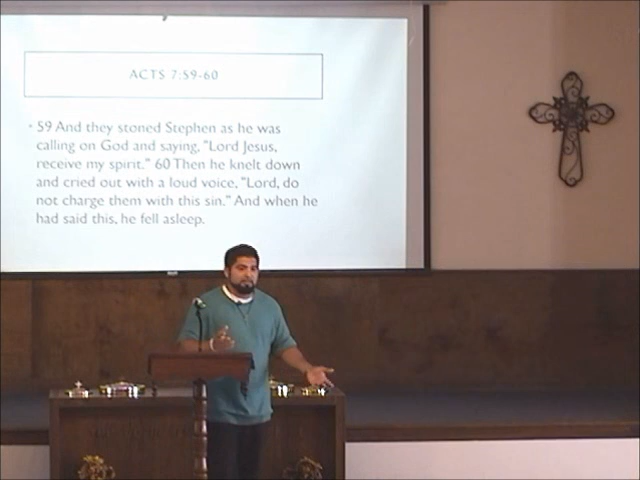 ACTS 7:59-60
• 59 And they stoned Stephen as he was
calling on God and saying, "Lord Jesus,
receive my spirit." 60 Then he knelt down
and cried out with a loud voice, "Lord, do
not charge them with this sin." And when he
had said this, he fell asleep.